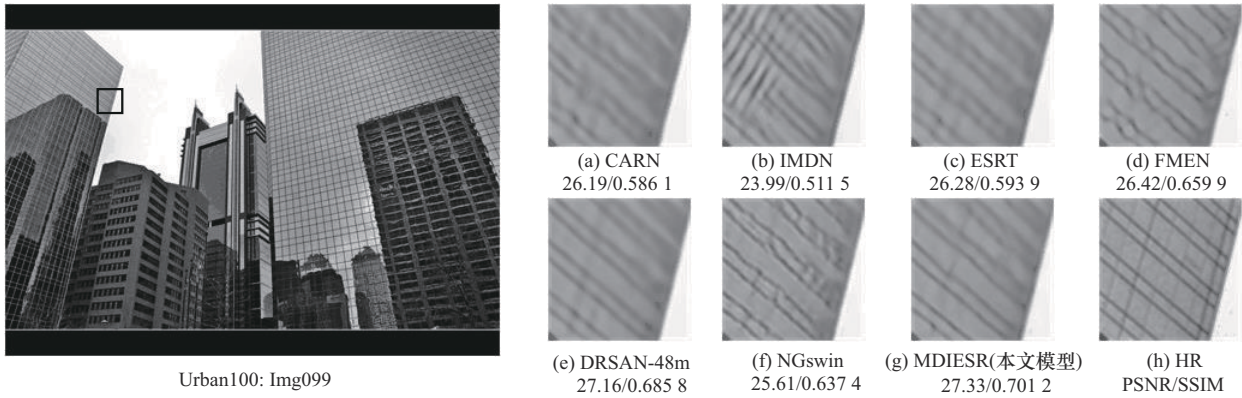 (a) CARN
26.19/0.586 1
(b) IMDN
23.99/0.511 5
(c) ESRT
26.28/0.593 9
(d) FMEN
26.42/0.659 9
Urban100: Img099
(e) DRSAN-48m
27.16/0.685 8
(f) NGswin
25.61/0.637 4
(g) MDIESR(本文模型)
27.33/0.701 2
(h) HR
PSNR/SSIM